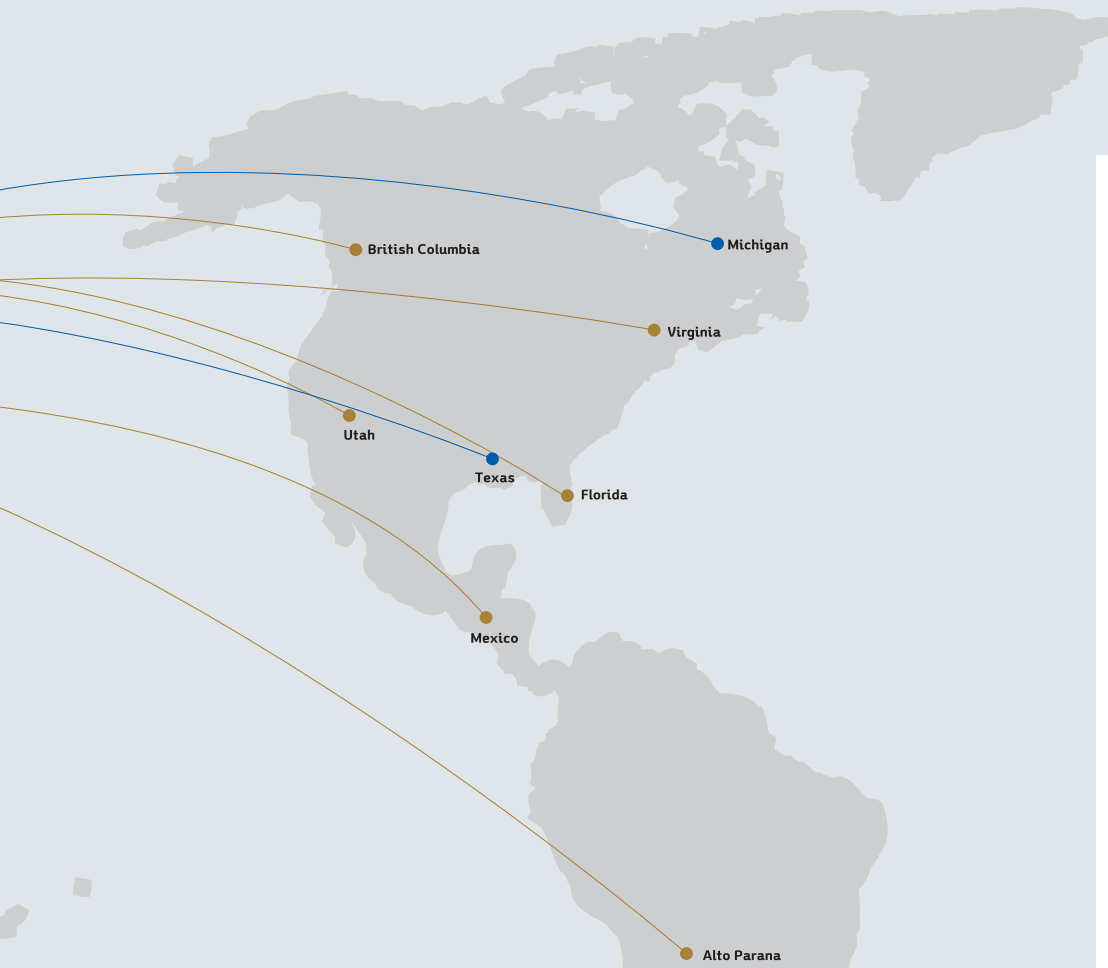 Michigan
British Columbia
Virginia
Utah
Texas
Florida
Mexico
Alto Parana